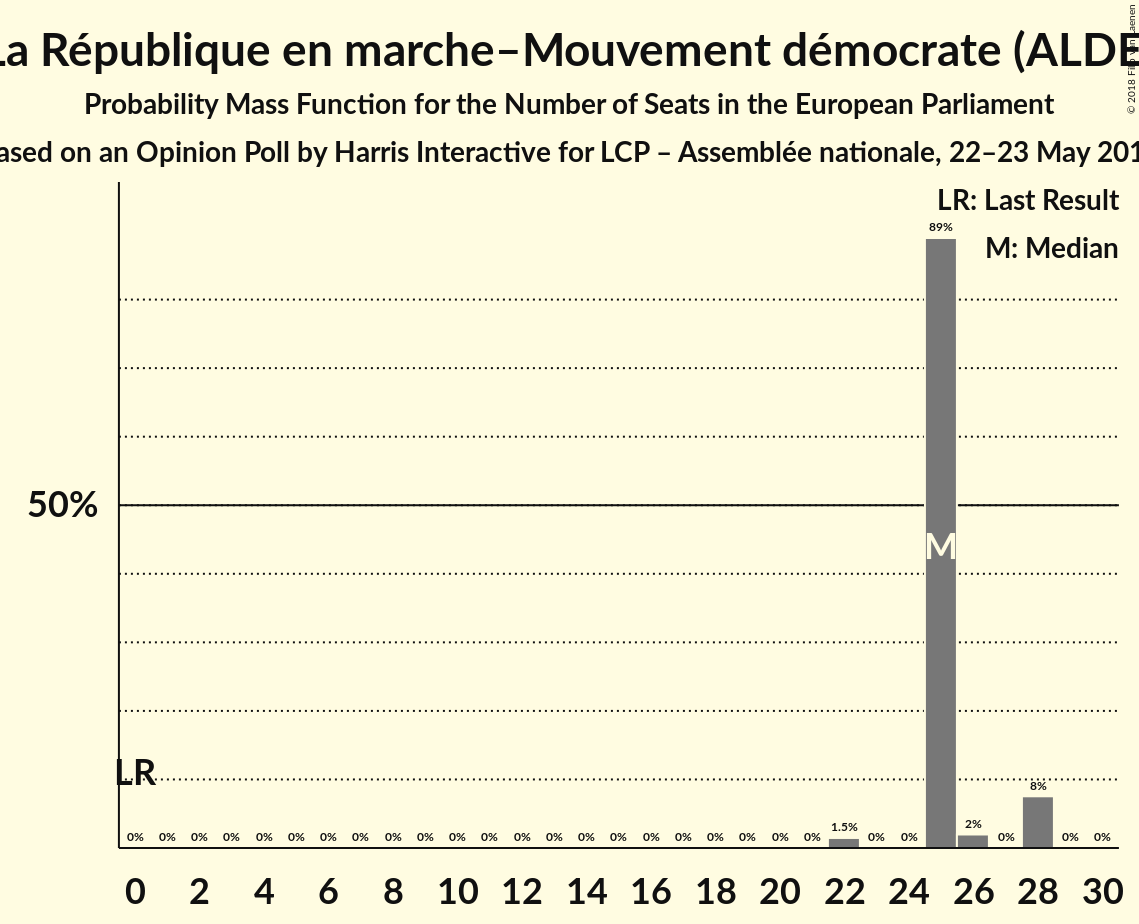 La République en marche–Mouvement démocrate (ALDE
Probability Mass Function for the Number of Seats in the European Parliament
ased on an Opinion Poll by Harris Interactive for LCP – Assemblée nationale, 22–23 May 201
© 2018 Filip van Laenen
LR: Last Result
M: Median
89%
50%
M
LR
8%
0% 0% 0% 0% 0% 0% 0% 0% 0% 0% 0% 0% 0% 0% 0% 0% 0% 0% 0% 0% 0% 0% 1.5% 0% 0% 2% 0% 0% 0%
0 2 4 6 8 10 12 14 16 18 20 22 24 26 28 30